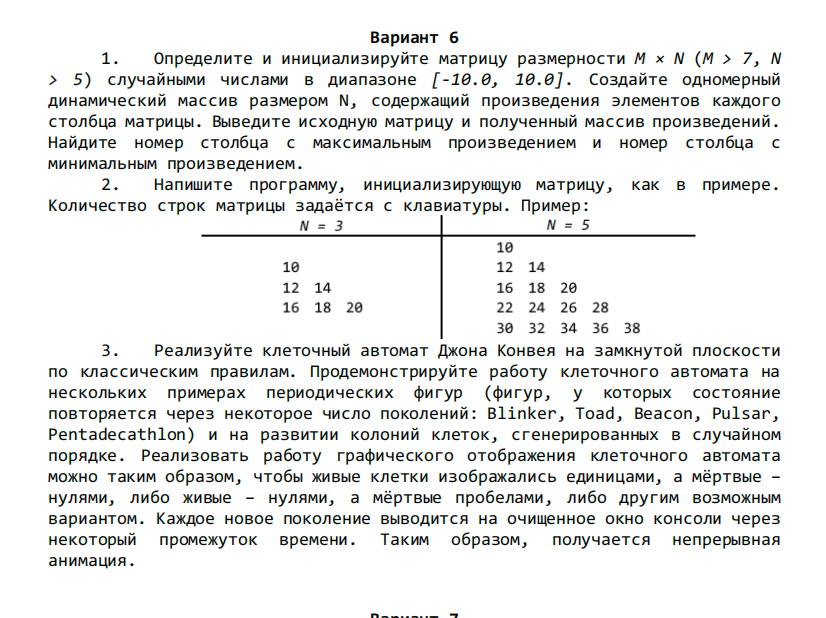 Вариант 6
1. Определите и инициализируйте матрицу размерности M × N (M > 7, N
> 5) случайными числами в диапазоне [-10.0, 10.0]. Создайте одномерный
динамический массив размером N, содержащий произведения элементов каждого
столбца матрицы. Выведите исходную матрицу и полученный массив произведений.
Найдите номер столбца с максимальным произведением и номер столбца с
минимальным произведением.
2. Напишите программу, инициализирующую матрицу, как в примере.
Количество строк матрицы задаётся с клавиатуры. Пример:
N = 3
10
12 14
16 18 20
N = 5
10
12 14
16 18 20
22 24 26 28
30 32 34 36 38
3. Реализуйте клеточный автомат Джона Конвея на замкнутой плоскости
по классическим правилам. Продемонстрируйте работу клеточного автомата на
нескольких примерах периодических фигур (фигур, у которых состояние
повторяется через некоторое число поколений: Blinker, Toad, Beacon, Pulsar,
Pentadecathlon) и на развитии колоний клеток, сгенерированных в случайном
порядке. Реализовать работу графического отображения клеточного автомата
можно таким образом, чтобы живые клетки изображались единицами, а мёртвые –
нулями, либо живые – нулями, а мёртвые пробелами, либо другим возможным
вариантом. Каждое новое поколение выводится на очищенное окно консоли через
некоторый промежуток времени. Таким образом, получается непрерывная
анимация.
Вариант 7